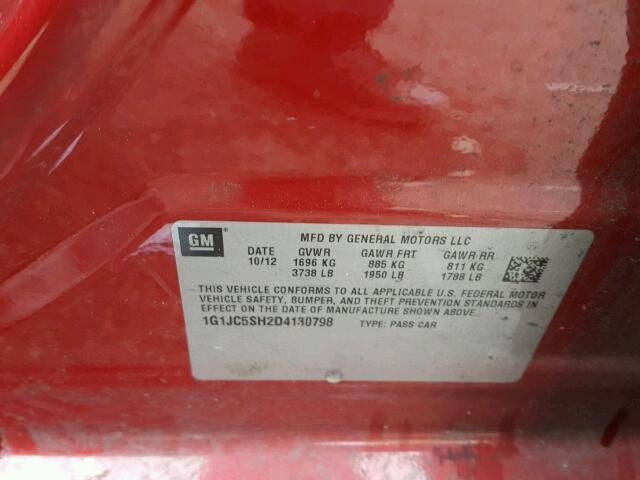 GM
MFD BY GENERAL MOTORS LLC
DATE GVWR GAWR FRT GAWR RR
10/12 1696 KG 885 KG 811 KG
3738 LB 1950 LB 1788 LB
THIS VEHICLE CONFORMS TO ALL APPLICABLE U.S. FEDERAL MOTOR
VEHICLE SAFETY, BUMPER, AND THEFT PREVENTION STANDARDS IN
EFFECT ON THE DATE OF MANUFACTURE SHOWN ABOVE.
1G1JC5SH2D4130798 TYPE: PASS CAR